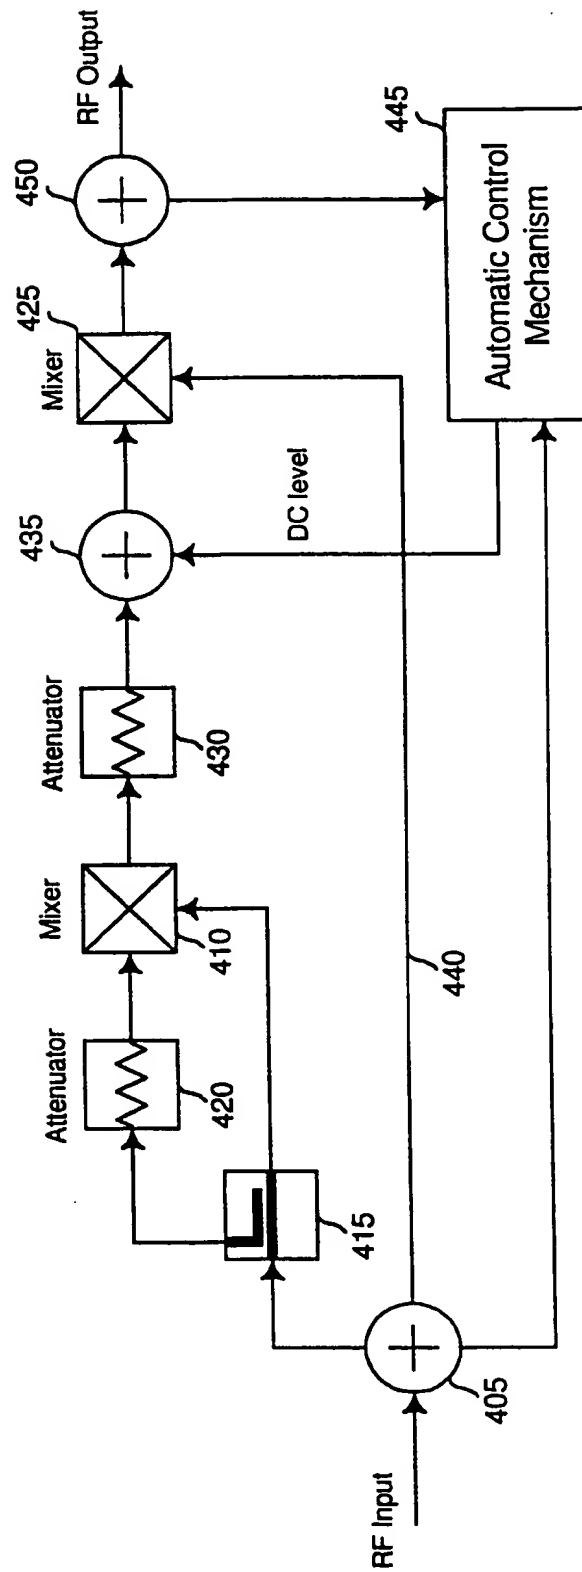 RF Input
405
415
Attenuator
420
Mixer
410
Attenuator
430
435
DC level
440
Mixer
425
450
RF Output
445
Automatic Control
Mechanism